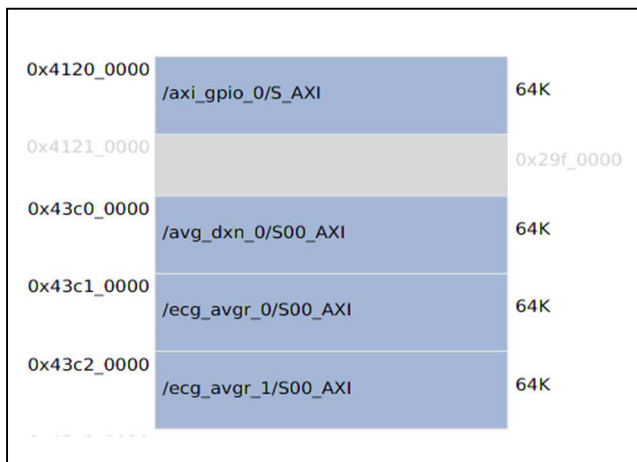 0x4120_0000
/axi_gpio_0/S_AXI
64K
0x4121_0000
0x29f_0000
0x43c0_0000
/avg_dxn_0/S00_AXI
64K
0x43c1_0000
/ecg_avgr_0/S00_AXI
64K
0x43c2_0000
/ecg_avgr_1/S00_AXI
64K